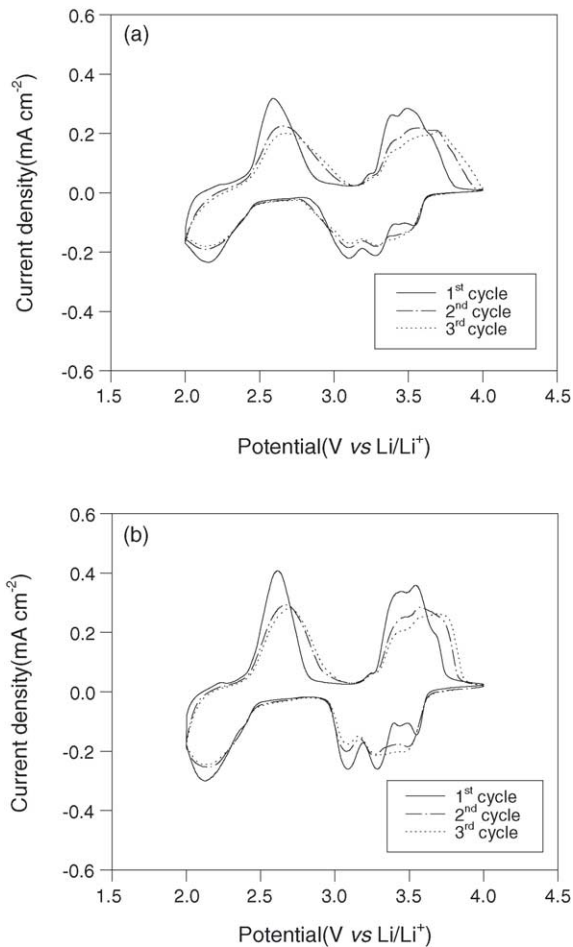 (a)
0.6
0.4
0.2
0.0
-0.2
-0.4
-0.6
Current density(mA cm⁻²)
1ˢᵗ cycle
2ⁿᵈ cycle
3ʳᵈ cycle
1.5 2.0 2.5 3.0 3.5 4.0 4.5
Potential(V vs Li/Li⁺)
(b)
0.6
0.4
0.2
0.0
-0.2
-0.4
-0.6
Current density(mA cm⁻²)
1ˢᵗ cycle
2ⁿᵈ cycle
3ʳᵈ cycle
1.5 2.0 2.5 3.0 3.5 4.0 4.5
Potential(V vs Li/Li⁺)